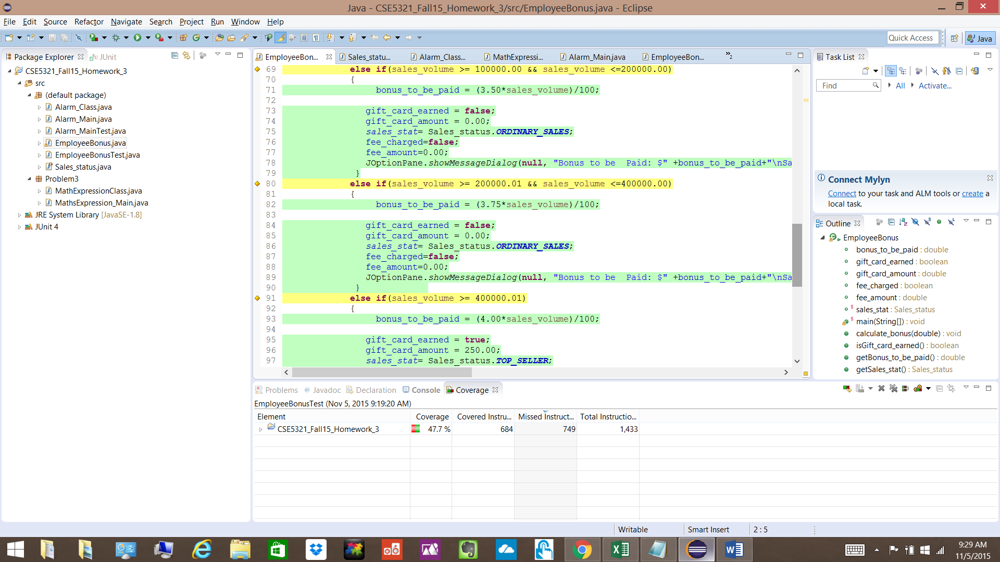 Java - CSE5321_Fall15_Homework_3/src/EmployeeBonus.java - Eclipse
File Edit Source Refactor Navigate Search Project Run Window Help
Quick Access
Java
Package Explorer
JUnit
CSE5321_Fall15_Homework_3
src
(default package)
Alarm_Class.java
Alarm_Main.java
Alarm_MainTest.java
EmployeeBonus.java
EmployeeBonusTest.java
Sales_status.java
Problem3
MathExpressionClass.java
MathsExpression_Main.java
JRE System Library [JavaSE-1.8]
JUnit 4
EmployeeBon... Sales_statu... Alarm_Class... MathExpressi... Alarm_Main.java EmployeeBon... »2
69 else if(sales_volume >= 100000.00 && sales_volume <=200000.00)
70 {
71 bonus_to_be_paid = (3.50*sales_volume)/100;
72
73 gift_card_earned = false;
74 gift_card_amount = 0.00;
75 sales_stat= Sales_status.ORDINARY_SALES;
76 fee_charged=false;
77 fee_amount=0.00;
78 JOptionPane.showMessageDialog(null, "Bonus to be  Paid: $" +bonus_to_be_paid+"\nSa
79 }
80 else if(sales_volume >= 200000.01 && sales_volume <=400000.00)
81 {
82 bonus_to_be_paid = (3.75*sales_volume)/100;
83
84 gift_card_earned = false;
85 gift_card_amount = 0.00;
86 sales_stat= Sales_status.ORDINARY_SALES;
87 fee_charged=false;
88 fee_amount=0.00;
89 JOptionPane.showMessageDialog(null, "Bonus to be  Paid: $" +bonus_to_be_paid+"\nSa
90 }
91 else if(sales_volume >= 400000.01)
92 {
93 bonus_to_be_paid = (4.00*sales_volume)/100;
94
95 gift_card_earned = true;
96 gift_card_amount = 250.00;
97 sales_stat= Sales_status.TOP_SELLER;
Task List
Find
All
Activate...
Connect Mylyn
Connect to your task and ALM tools or create a
local task.
Outline
EmployeeBonus
bonus_to_be_paid : double
gift_card_earned : boolean
gift_card_amount : double
fee_charged : boolean
fee_amount : double
sales_stat : Sales_status
main(String[]) : void
calculate_bonus(double) : void
isGift_card_earned() : boolean
getBonus_to_be_paid() : double
getSales_stat() : Sales_status
Problems Javadoc Declaration Console Coverage
EmployeeBonusTest (Nov 5, 2015 9:19:20 AM)
Element Coverage Covered Instru... Missed Instruct... Total Instructio...
CSE5321_Fall15_Homework_3 47.7 % 684 749 1,433
Writable Smart Insert 2 : 5
9:29 AM
11/5/2015